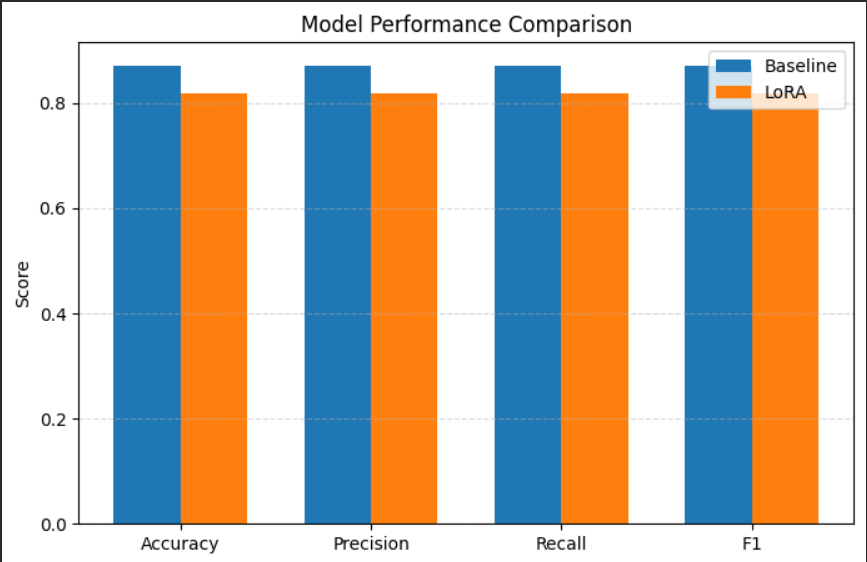 Model Performance Comparison
Baseline
LoRA
0.8
0.6
0.4
0.2
0.0
Score
Accuracy Precision Recall F1